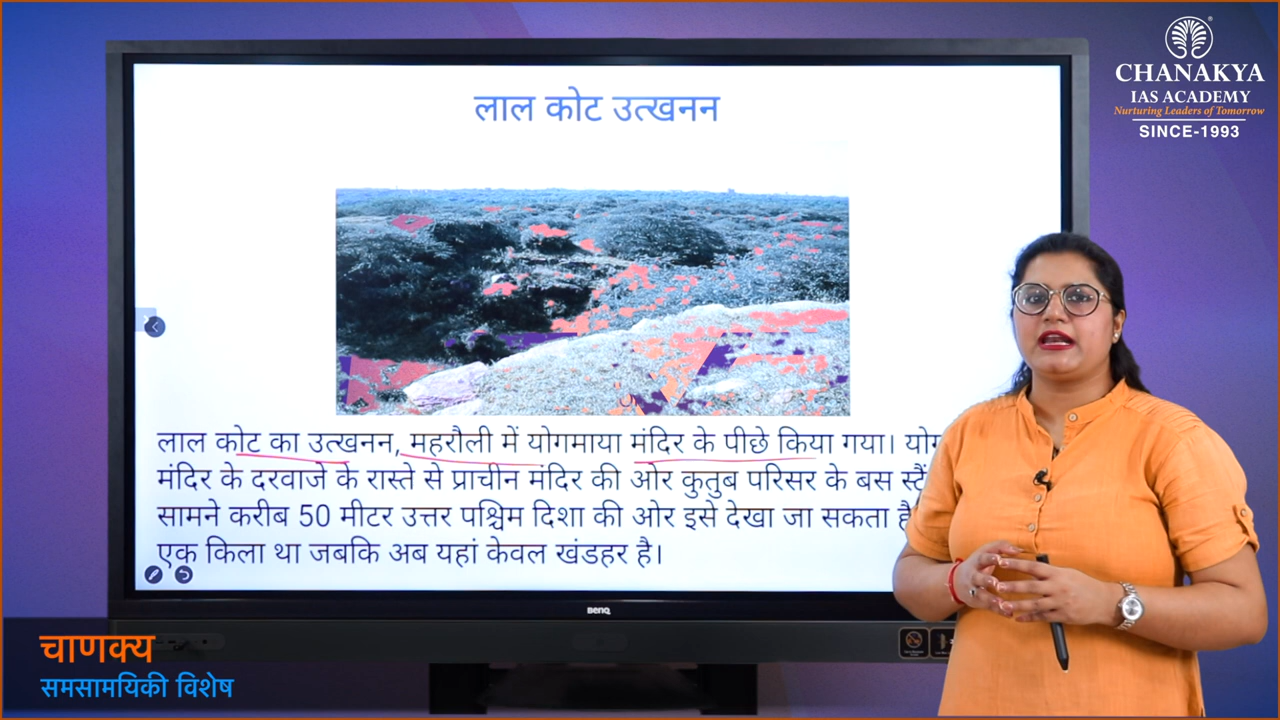 CHANAKYA
IAS ACADEMY
Nurturing Leaders of Tomorrow
SINCE-1993
लाल कोट उत्खनन
लाल कोट का उत्खनन, महरौली में योगमाया मंदिर के पीछे किया गया।
मंदिर के दरवाजे के रास्ते से प्राचीन मंदिर की ओर कुतुब परिसर के बस
सामने करीब 50 मीटर उत्तर पश्चिम दिशा की ओर इसे देखा जा सकता
एक किला था जबकि अब यहां केवल खंडहर है।
BenQ
चाणक्य
समसामयिकी विशेष